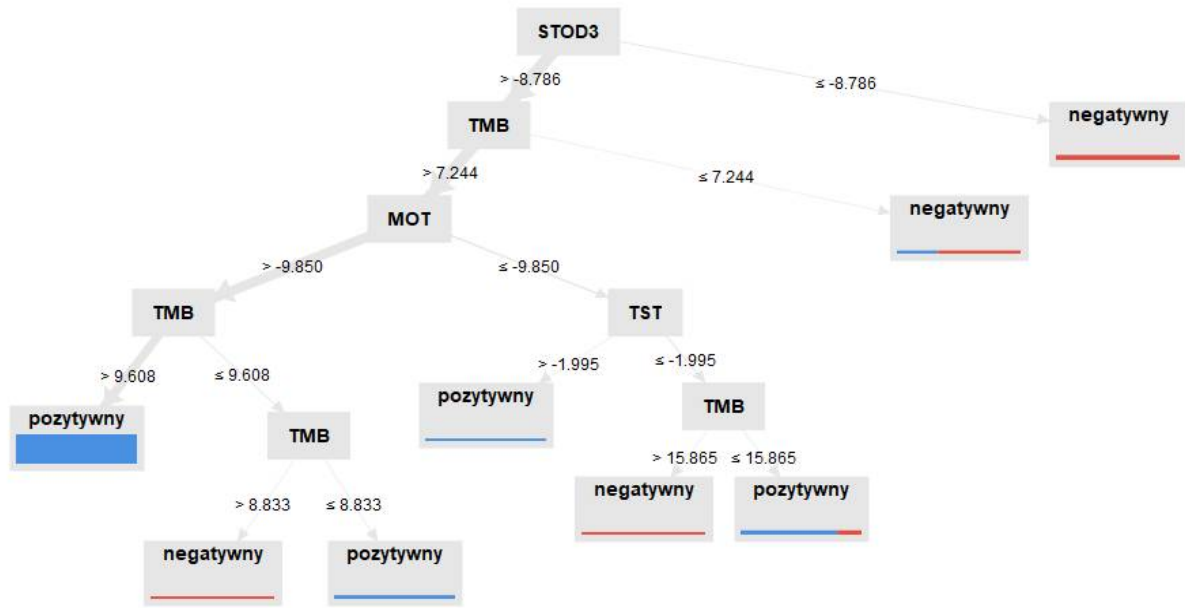 STOD3
> -8.786
≤ -8.786
TMB
negatywny
> 7.244
≤ 7.244
MOT
negatywny
> -9.850
≤ -9.850
TMB
TST
> 9.608
≤ 9.608
> -1.995
≤ -1.995
pozytywny
TMB
pozytywny
TMB
> 8.833
≤ 8.833
> 15.865
≤ 15.865
negatywny
pozytywny
negatywny
pozytywny